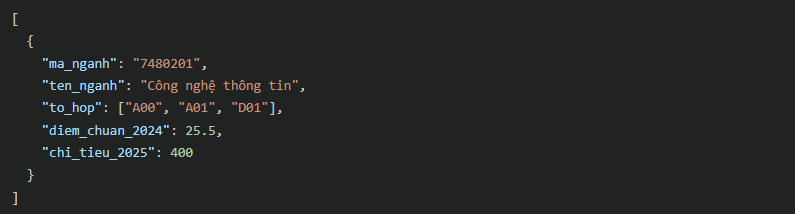 [
  {
    "ma_nganh": "7480201",
    "ten_nganh": "Công nghệ thông tin",
    "to_hop": ["A00", "A01", "D01"],
    "diem_chuan_2024": 25.5,
    "chi_tieu_2025": 400
  }
]